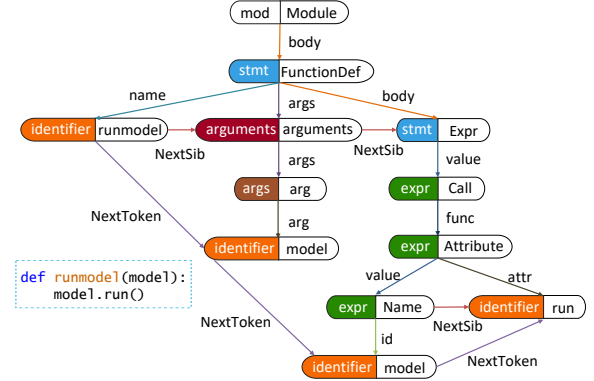 mod Module
body
stmt FunctionDef
name
args
body
identifier runmodel
arguments arguments
stmt Expr
NextSib
NextSib
args
value
args arg
expr Call
NextToken
arg
func
identifier model
expr Attribute
def runmodel(model):
model.run()
value
attr
NextToken
expr Name
identifier run
NextSib
id
identifier model
NextToken